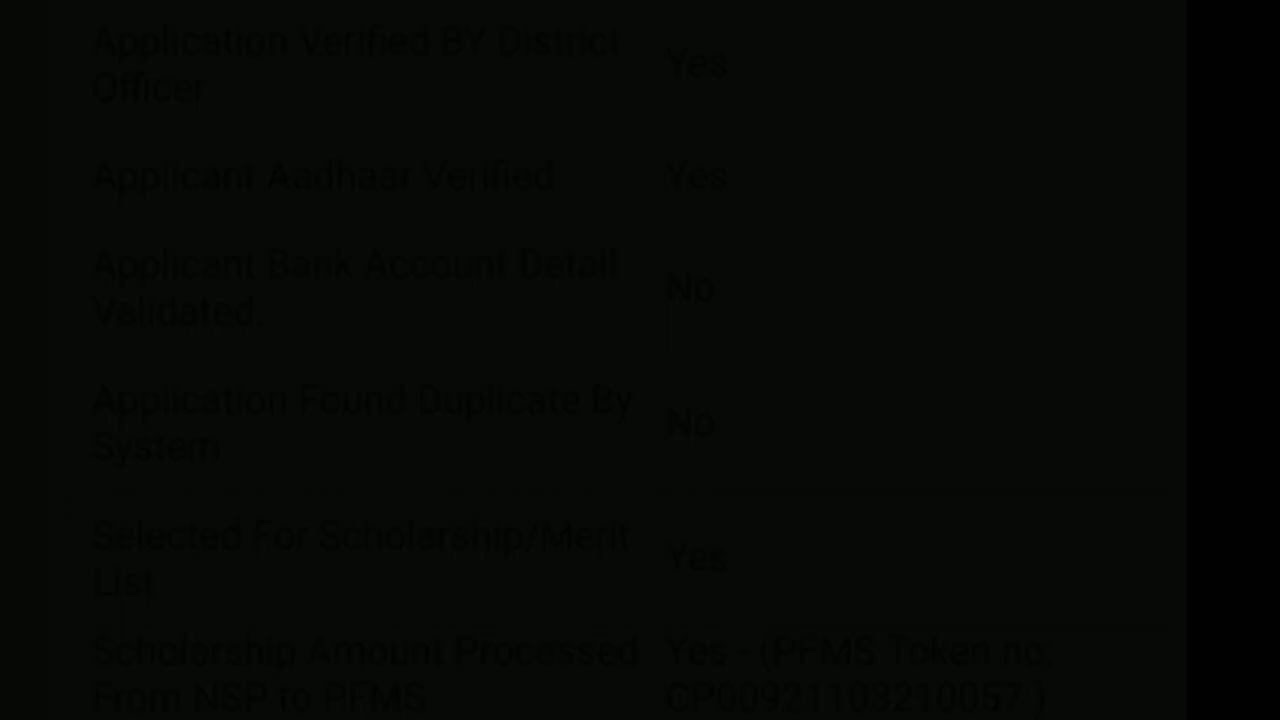 Application Verified BY District
Officer
Yes
Applicant Aadhaar Verified
Yes
Applicant Bank Account Detail
Validated.
No
Application Found Duplicate By
System
No
Selected For Scholarship/Merit
List
Yes
Scholarship Amount Processed
From NSP to PFMS
Yes - (PFMS Token no:
CP00921103210057 )